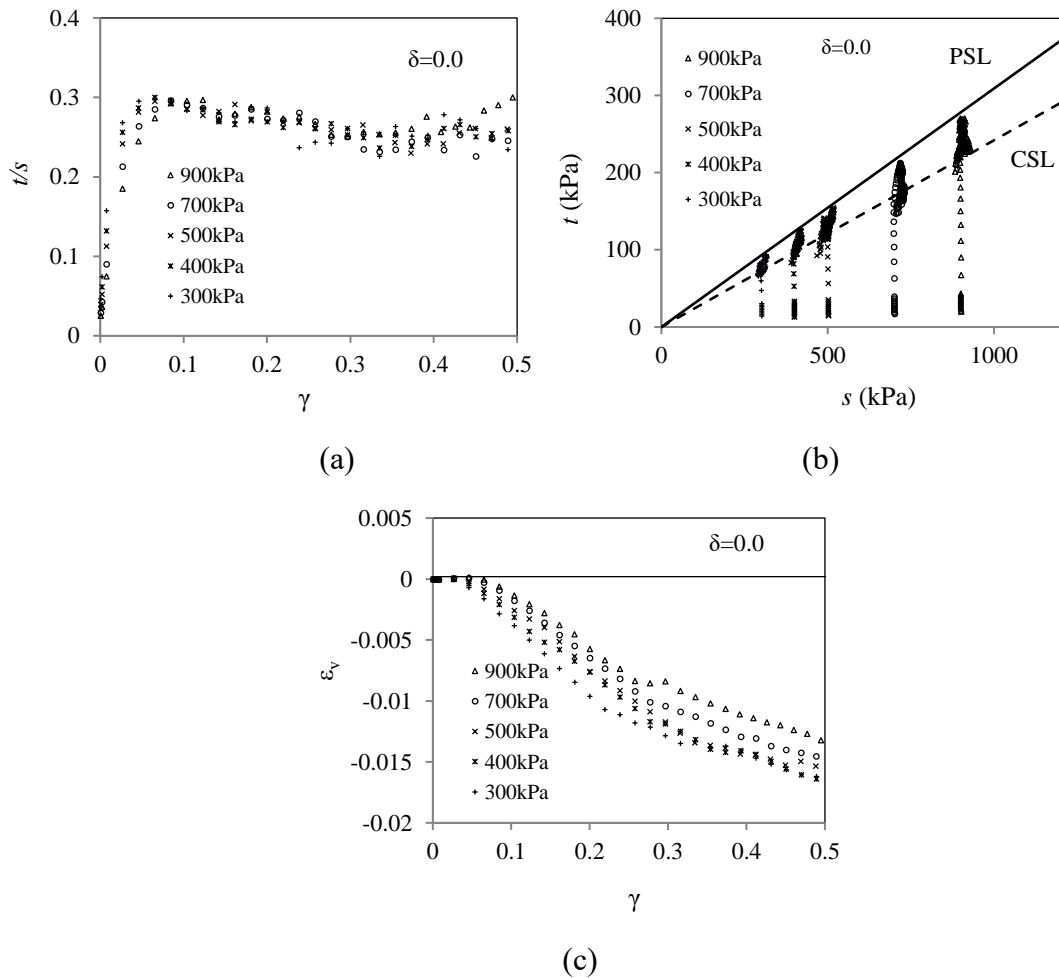 0.4
0.3
0.2
0.1
0
t/s
δ=0.0
900kPa
700kPa
500kPa
400kPa
300kPa
0 0.1 0.2 0.3 0.4 0.5
γ
(a)
400
300
200
100
0
t (kPa)
δ=0.0
PSL
CSL
900kPa
700kPa
500kPa
400kPa
300kPa
0 500 1000
s (kPa)
(b)
0.005
0
-0.005
-0.01
-0.015
-0.02
εv
δ=0.0
900kPa
700kPa
500kPa
400kPa
300kPa
0 0.1 0.2 0.3 0.4 0.5
γ
(c)